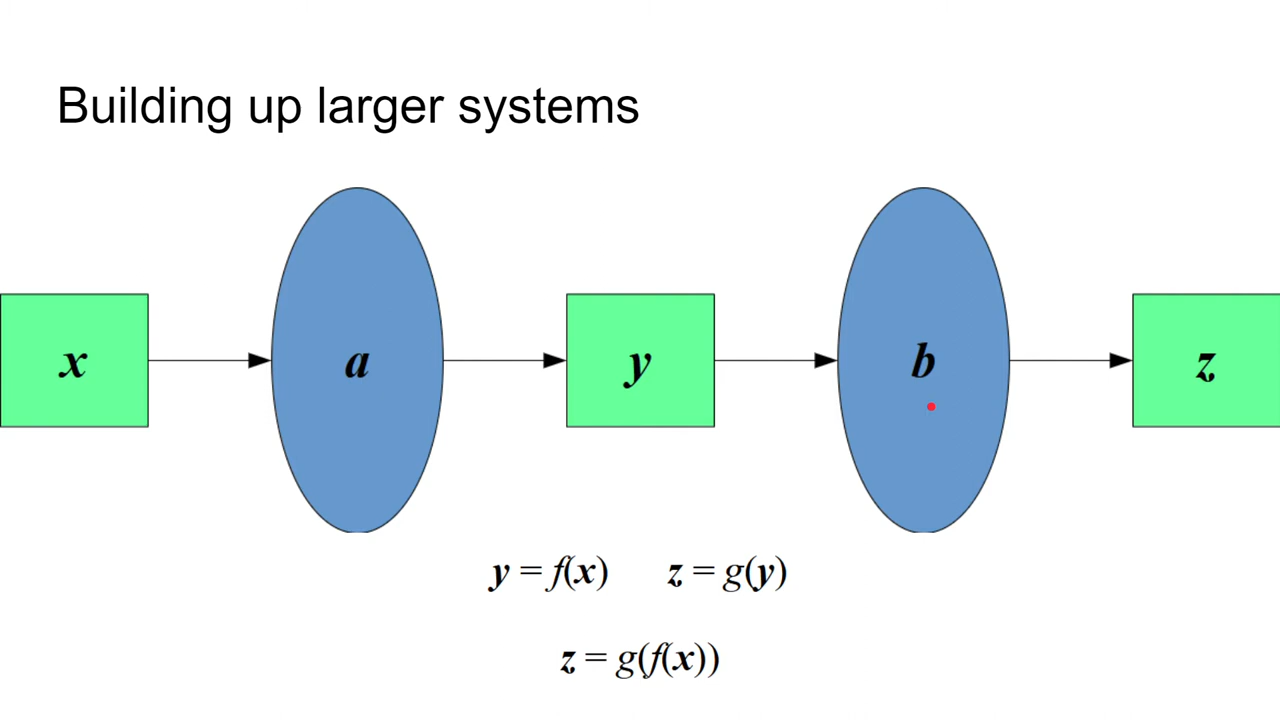 Building up larger systems
x a y b z
y = f(x) z = g(y)
z = g(f(x))